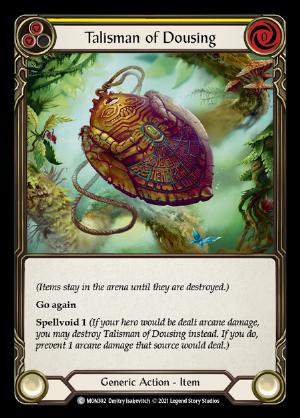 Talisman of Dousing
0
(Items stay in the arena until they are destroyed.)
Go again
Spellvoid 1 (If your hero would be dealt arcane damage,
you may destroy Talisman of Dousing instead. If you do,
prevent 1 arcane damage that source would deal.)
Generic Action - Item
C MON302 Dmitry Isakevitch © 2021 Legend Story Studios